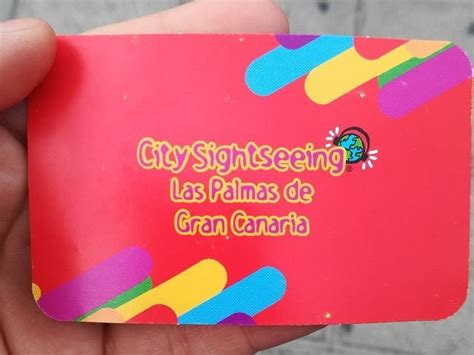 City Sightseeing®
Las Palmas de
Gran Canaria